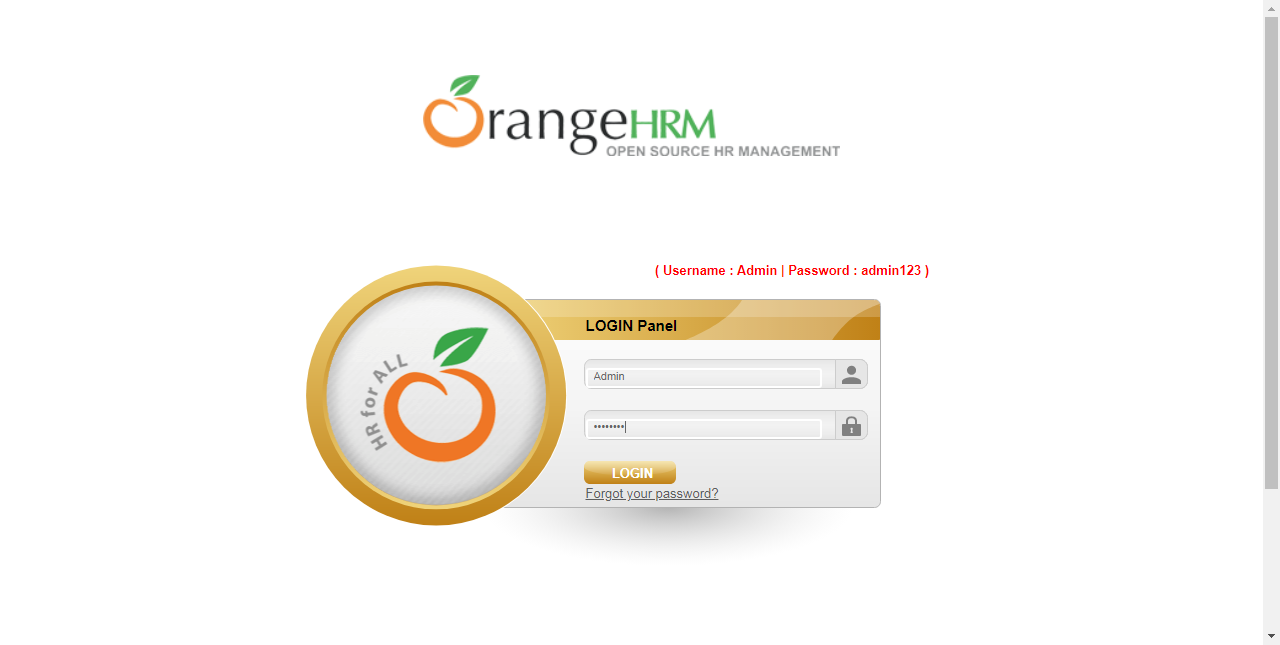 OrangeHRM
OPEN SOURCE HR MANAGEMENT
( Username : Admin | Password : admin123 )
LOGIN Panel
HR for ALL
Admin
••••••••
LOGIN
Forgot your password?